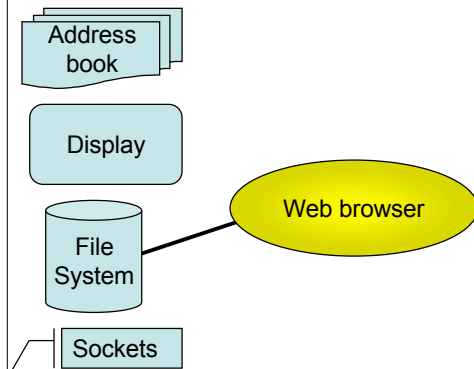 Address
book
Display
Web browser
File
System
Sockets